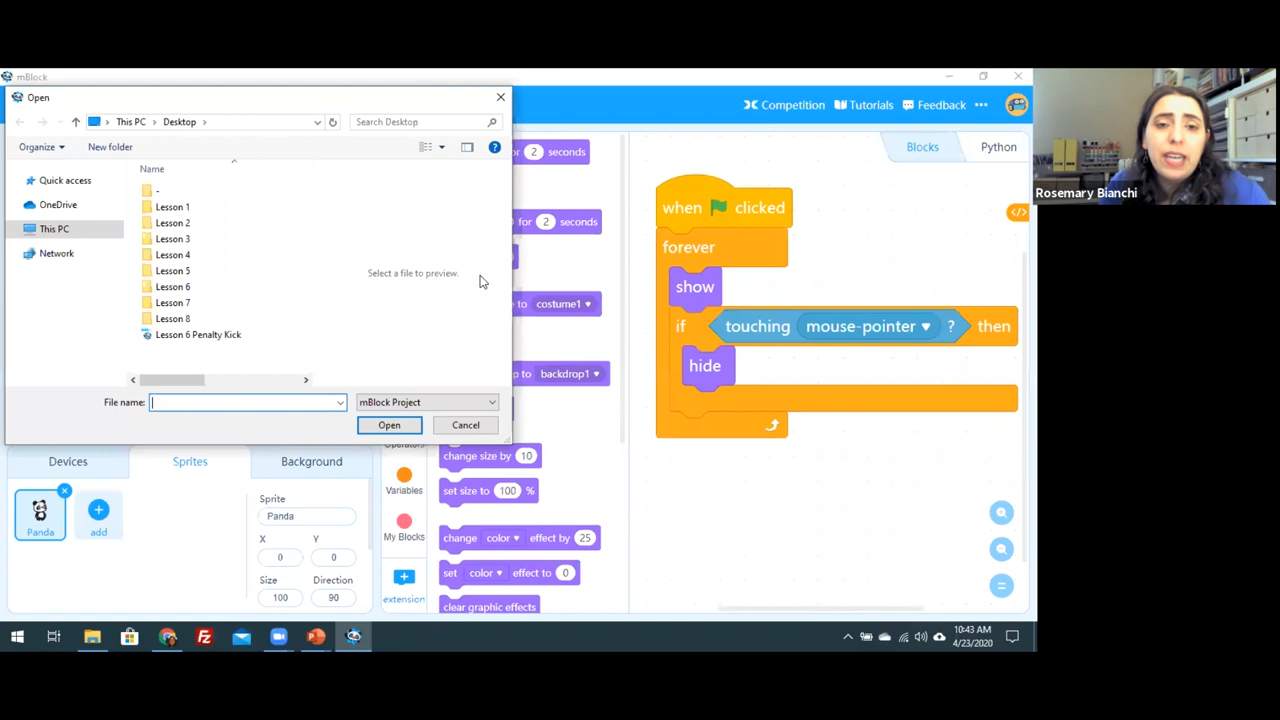 mBlock
Open
This PC
Desktop
Search Desktop
Organize
New folder
Name
Quick access
OneDrive
This PC
Network
-
Lesson 1
Lesson 2
Lesson 3
Lesson 4
Lesson 5
Lesson 6
Lesson 7
Lesson 8
Lesson 6 Penalty Kick
Select a file to preview.
File name:
mBlock Project
Open
Cancel
Competition
Tutorials
Feedback
Blocks
Python
2 seconds
for 2 seconds
to costume1
to backdrop1
change size by 10
set size to 100 %
change color effect by 25
set color effect to 0
clear graphic effects
Operators
Variables
My Blocks
extension
when clicked
forever
show
if touching mouse-pointer ? then
hide
</>
Devices
Sprites
Background
Panda
add
Sprite
Panda
X
Y
0
0
Size
Direction
100
90
10:43 AM
4/23/2020
Rosemary Bianchi